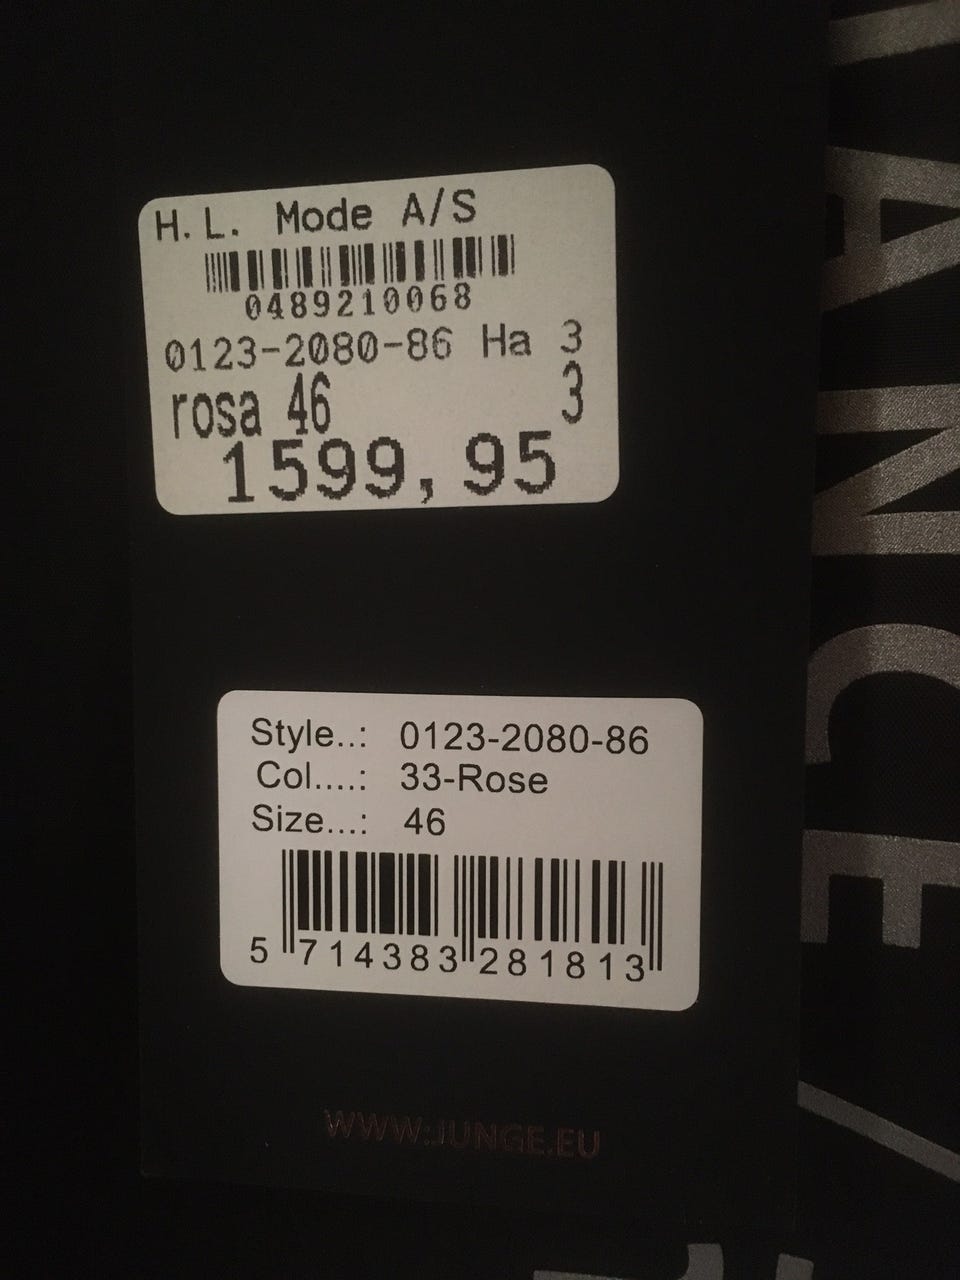 H.L. Mode A/S
0489210068
0123-2080-86 Ha 3
rosa 46 3
1599,95
Style..: 0123-2080-86
Col....: 33-Rose
Size...: 46
5 714383 281813
WWW.JUNGE.EU
ANCE/